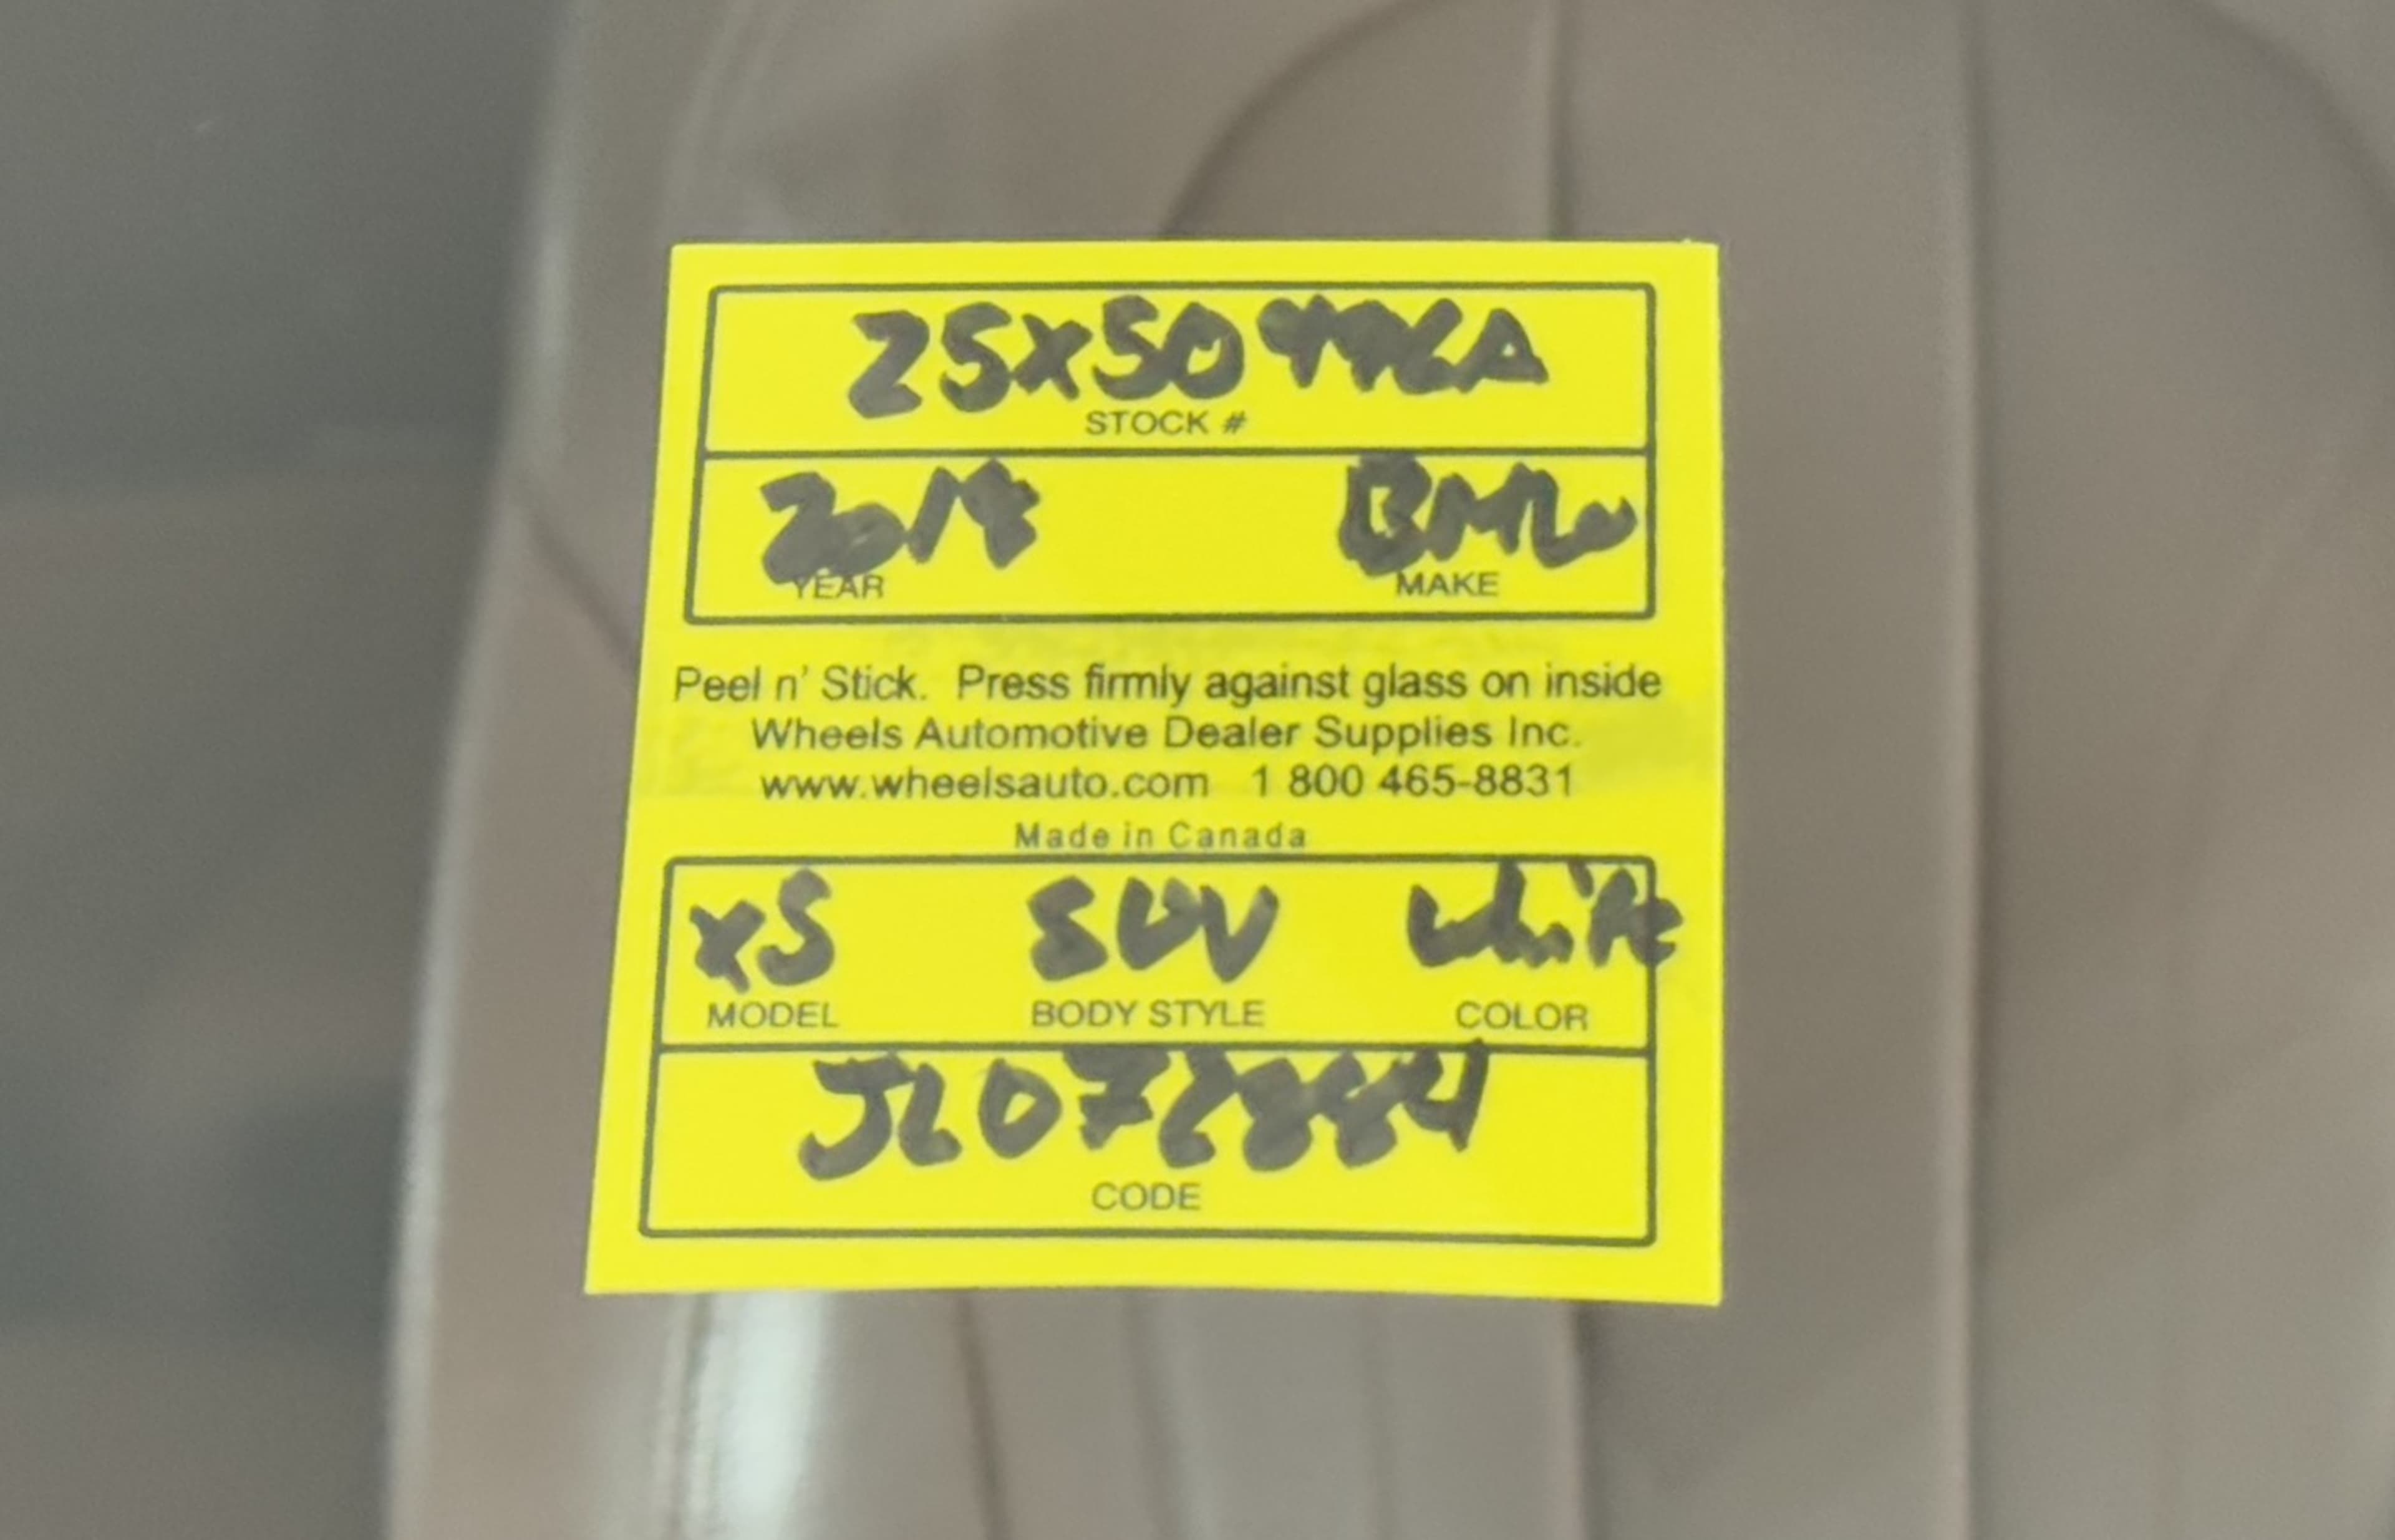 STOCK #
2018 BMW
YEAR MAKE
Peel n' Stick. Press firmly against glass on inside
Wheels Automotive Dealer Supplies Inc.
www.wheelsauto.com 1 800 465-8831
Made in Canada
X5 SUV White
MODEL BODY STYLE COLOR
CODE